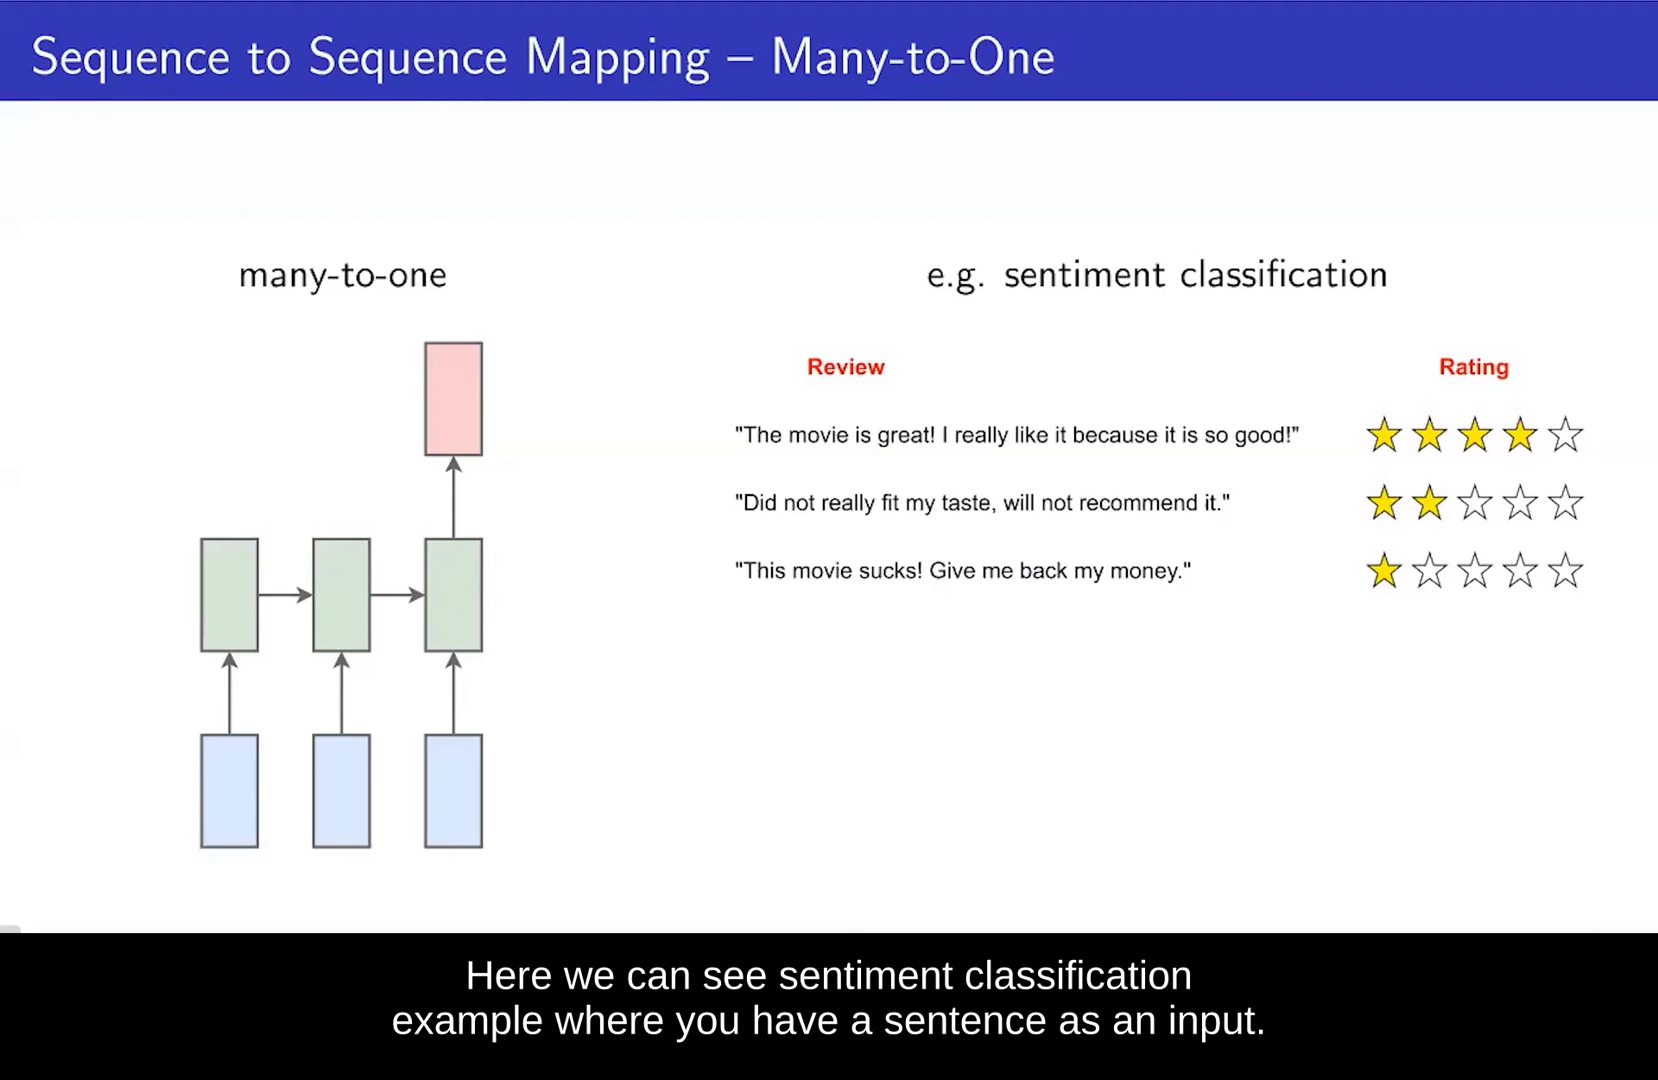 Sequence to Sequence Mapping – Many-to-One
many-to-one
e.g. sentiment classification
Review
Rating
"The movie is great! I really like it because it is so good!"
"Did not really fit my taste, will not recommend it."
"This movie sucks! Give me back my money."
Here we can see sentiment classification
example where you have a sentence as an input.